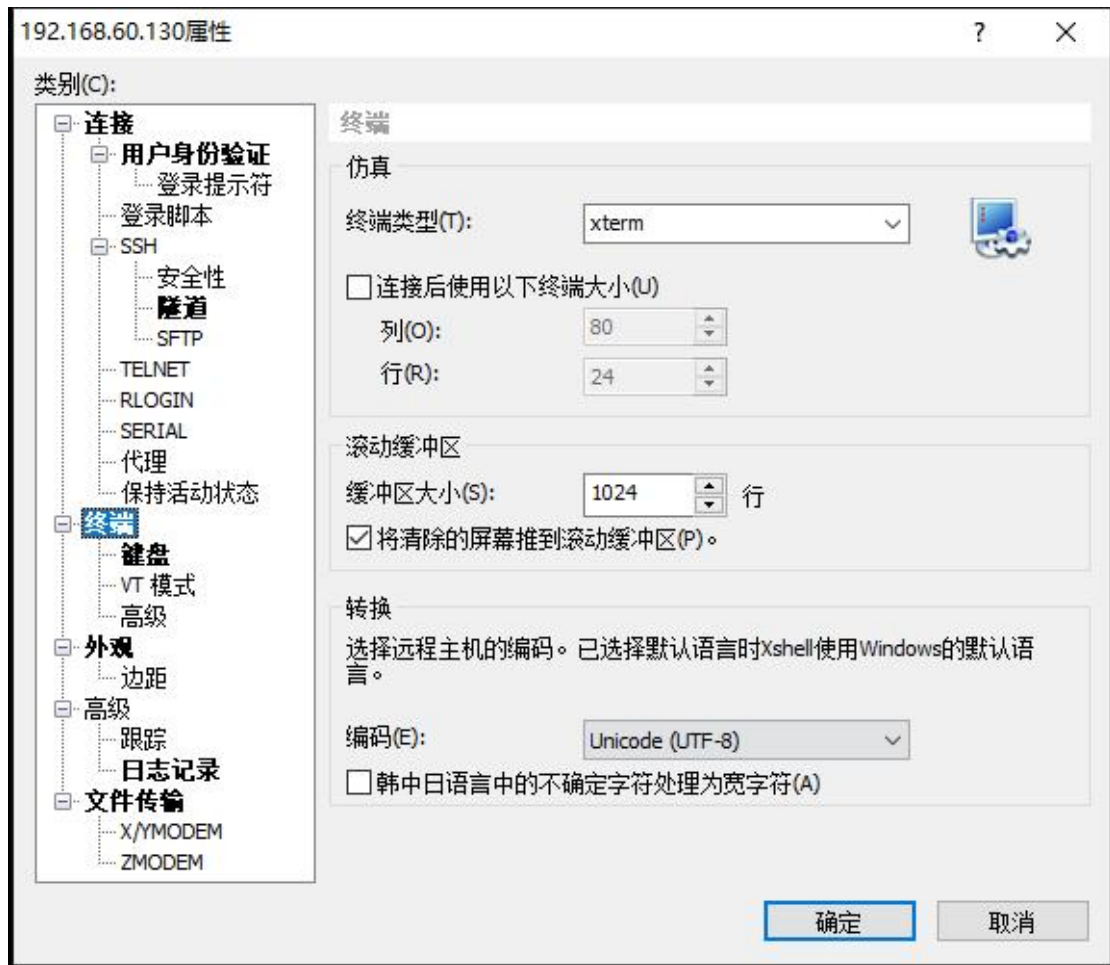 192.168.60.130属性
类别(C):
连接
用户身份验证
登录提示符
登录脚本
SSH
安全性
隧道
SFTP
TELNET
RLOGIN
SERIAL
代理
保持活动状态
终端
键盘
VT 模式
高级
外观
边距
高级
跟踪
日志记录
文件传输
X/YMODEM
ZMODEM
终端
仿真
终端类型(T): xterm
连接后使用以下终端大小(U)
列(O): 80
行(R): 24
滚动缓冲区
缓冲区大小(S): 1024 行
将清除的屏幕推到滚动缓冲区(P)。
转换
选择远程主机的编码。已选择默认语言时Xshell使用Windows的默认语
言。
编码(E): Unicode (UTF-8)
韩中日语言中的不确定字符处理为宽字符(A)
确定 取消